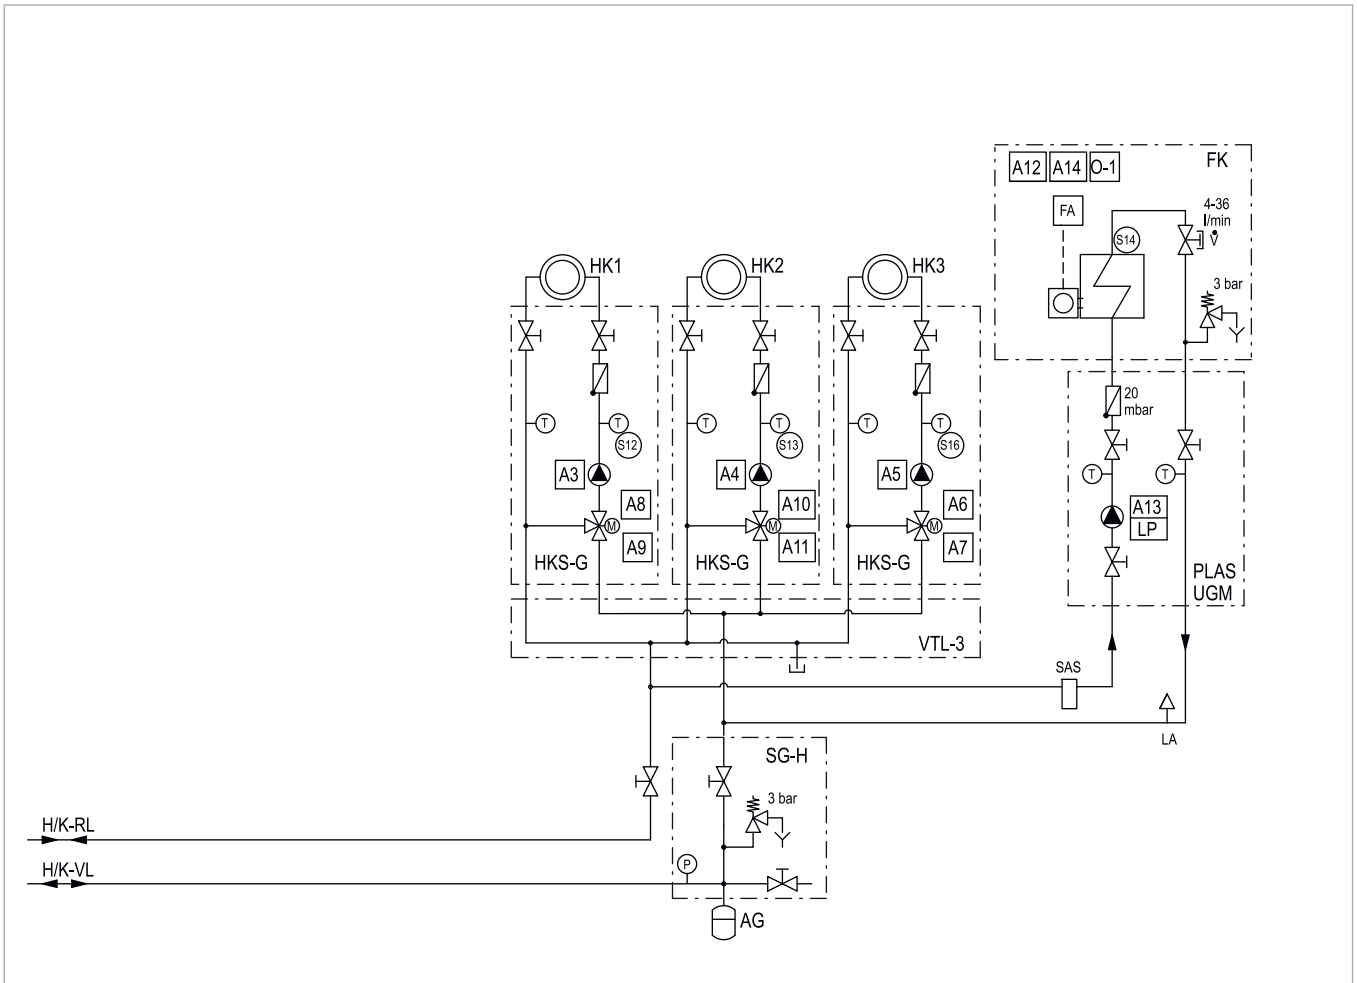 FK
A12 A14 O-1
FA
4-36
l/min
S14
V̇
3 bar
HK1 HK2 HK3
20
mbar
T T T T T T
S12 S13 S16
T T
A3 A4 A5
A8 A10 A6
M M M
A9 A11 A7
HKS-G HKS-G HKS-G
A13
LP
PLAS
UGM
VTL-3
SAS
LA
SG-H
3 bar
H/K-RL
P
H/K-VL
AG